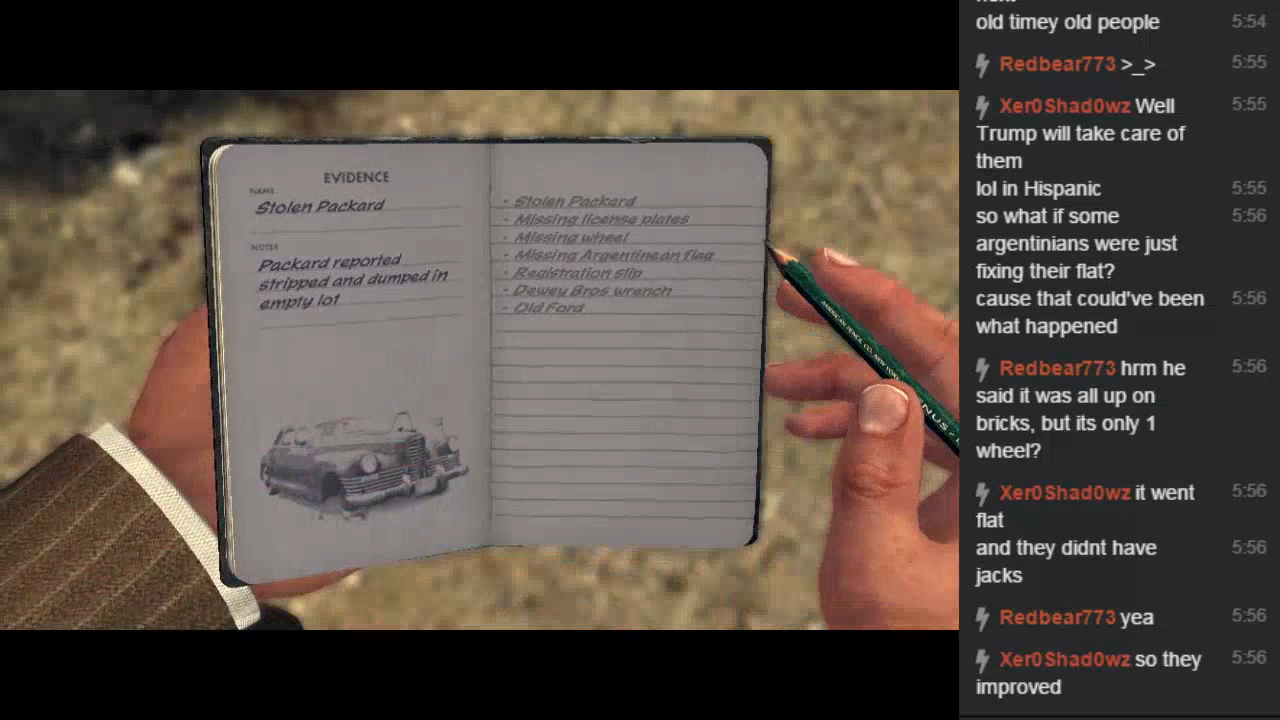 EVIDENCE
NAME
Stolen Packard
NOTES
Packard reported
stripped and dumped in
empty lot
- Stolen Packard
- Missing license plates
- Missing wheel
- Missing Argentinean flag
- Registration slip
- Dewey Bros wrench
- Old Ford
old timey old people 5:54
Redbear773 >_> 5:55
Xer0Shad0wz Well 5:55
Trump will take care of
them
lol in Hispanic 5:55
so what if some 5:56
argentinians were just
fixing their flat?
cause that could've been 5:56
what happened
Redbear773 hrm he 5:56
said it was all up on
bricks, but its only 1
wheel?
Xer0Shad0wz it went 5:56
flat
and they didnt have 5:56
jacks
Redbear773 yea 5:56
Xer0Shad0wz so they 5:56
improved